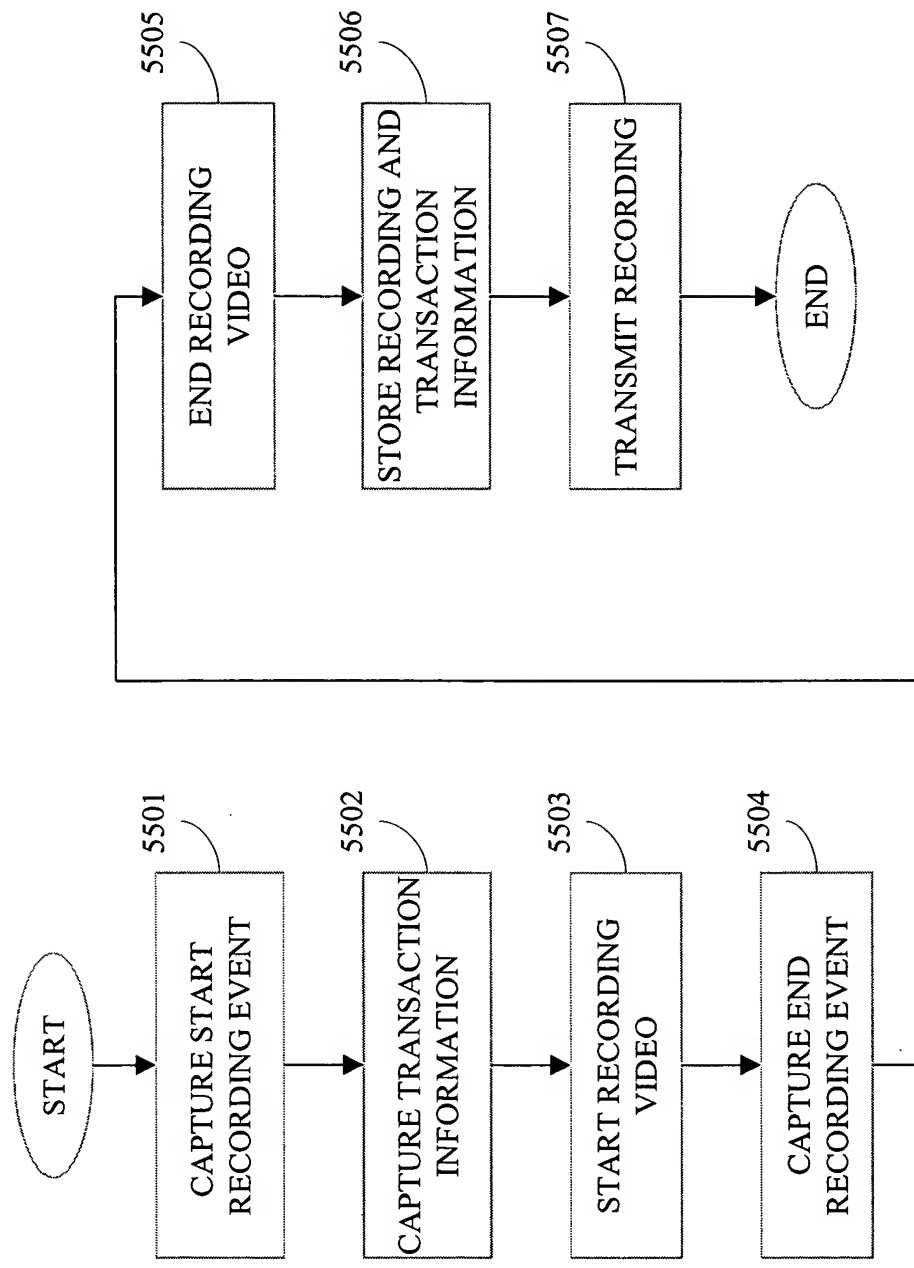 START
5501
CAPTURE START
RECORDING EVENT
5502
CAPTURE TRANSACTION
INFORMATION
5503
START RECORDING
VIDEO
5504
CAPTURE END
RECORDING EVENT
5505
END RECORDING
VIDEO
5506
STORE RECORDING AND
TRANSACTION
INFORMATION
5507
TRANSMIT RECORDING
END